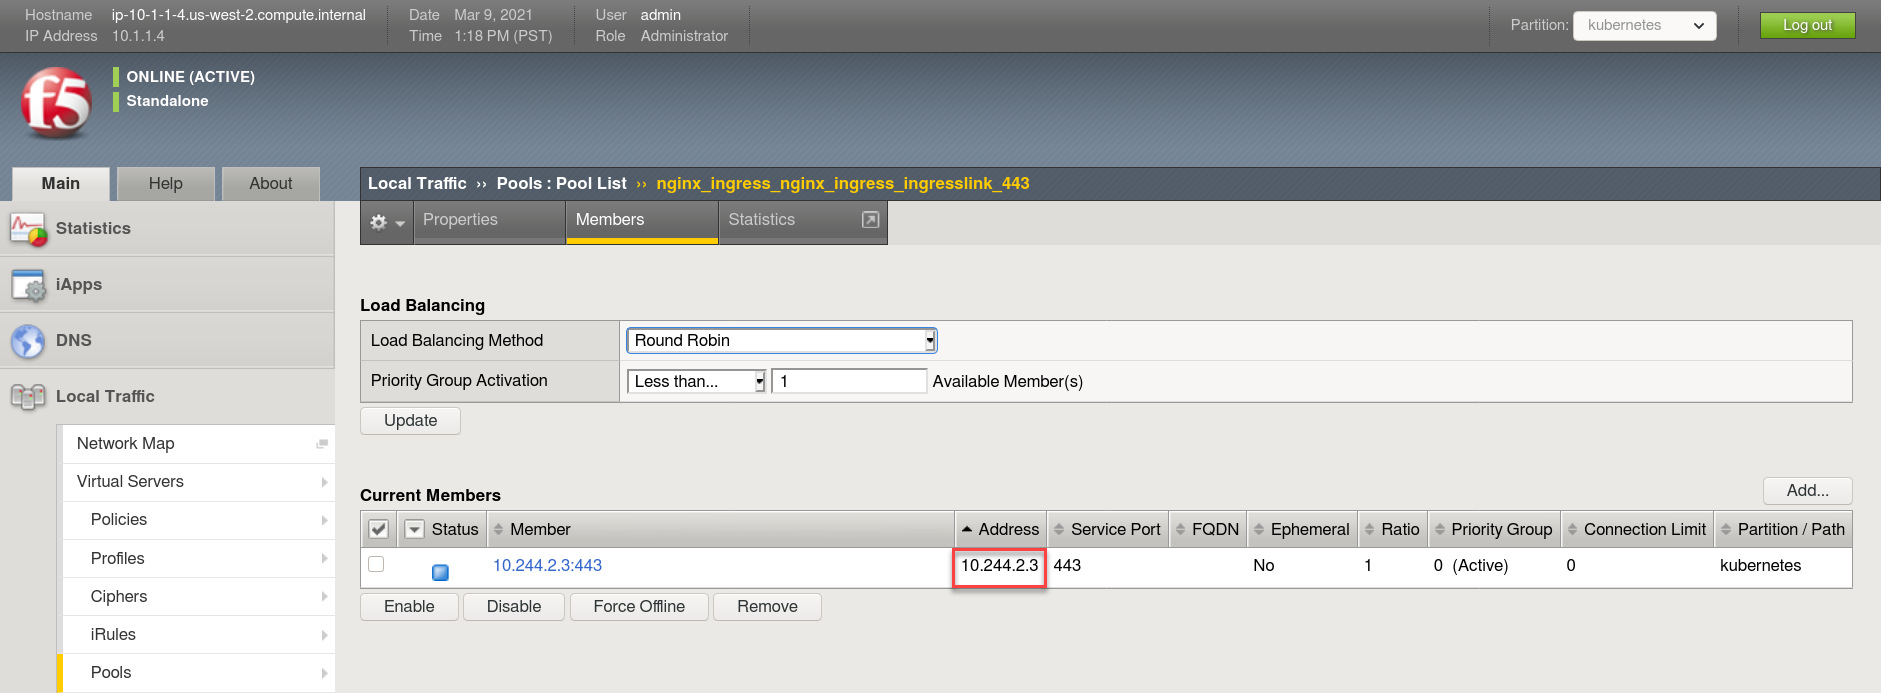 Hostname ip-10-1-1-4.us-west-2.compute.internal Date Mar 9, 2021 User admin
IP Address 10.1.1.4 Time 1:18 PM (PST) Role Administrator
Partition: kubernetes Log out
f5
ONLINE (ACTIVE)
Standalone
Main Help About
Local Traffic ›› Pools : Pool List ›› nginx_ingress_nginx_ingress_ingresslink_443
Properties Members Statistics
Statistics
iApps
DNS
Local Traffic
Network Map
Virtual Servers
Policies
Profiles
Ciphers
iRules
Pools
Load Balancing
Load Balancing Method Round Robin
Priority Group Activation Less than... 1 Available Member(s)
Update
Current Members Add...
Status Member Address Service Port FQDN Ephemeral Ratio Priority Group Connection Limit Partition / Path
10.244.2.3:443 10.244.2.3 443 No 1 0 (Active) 0 kubernetes
Enable Disable Force Offline Remove